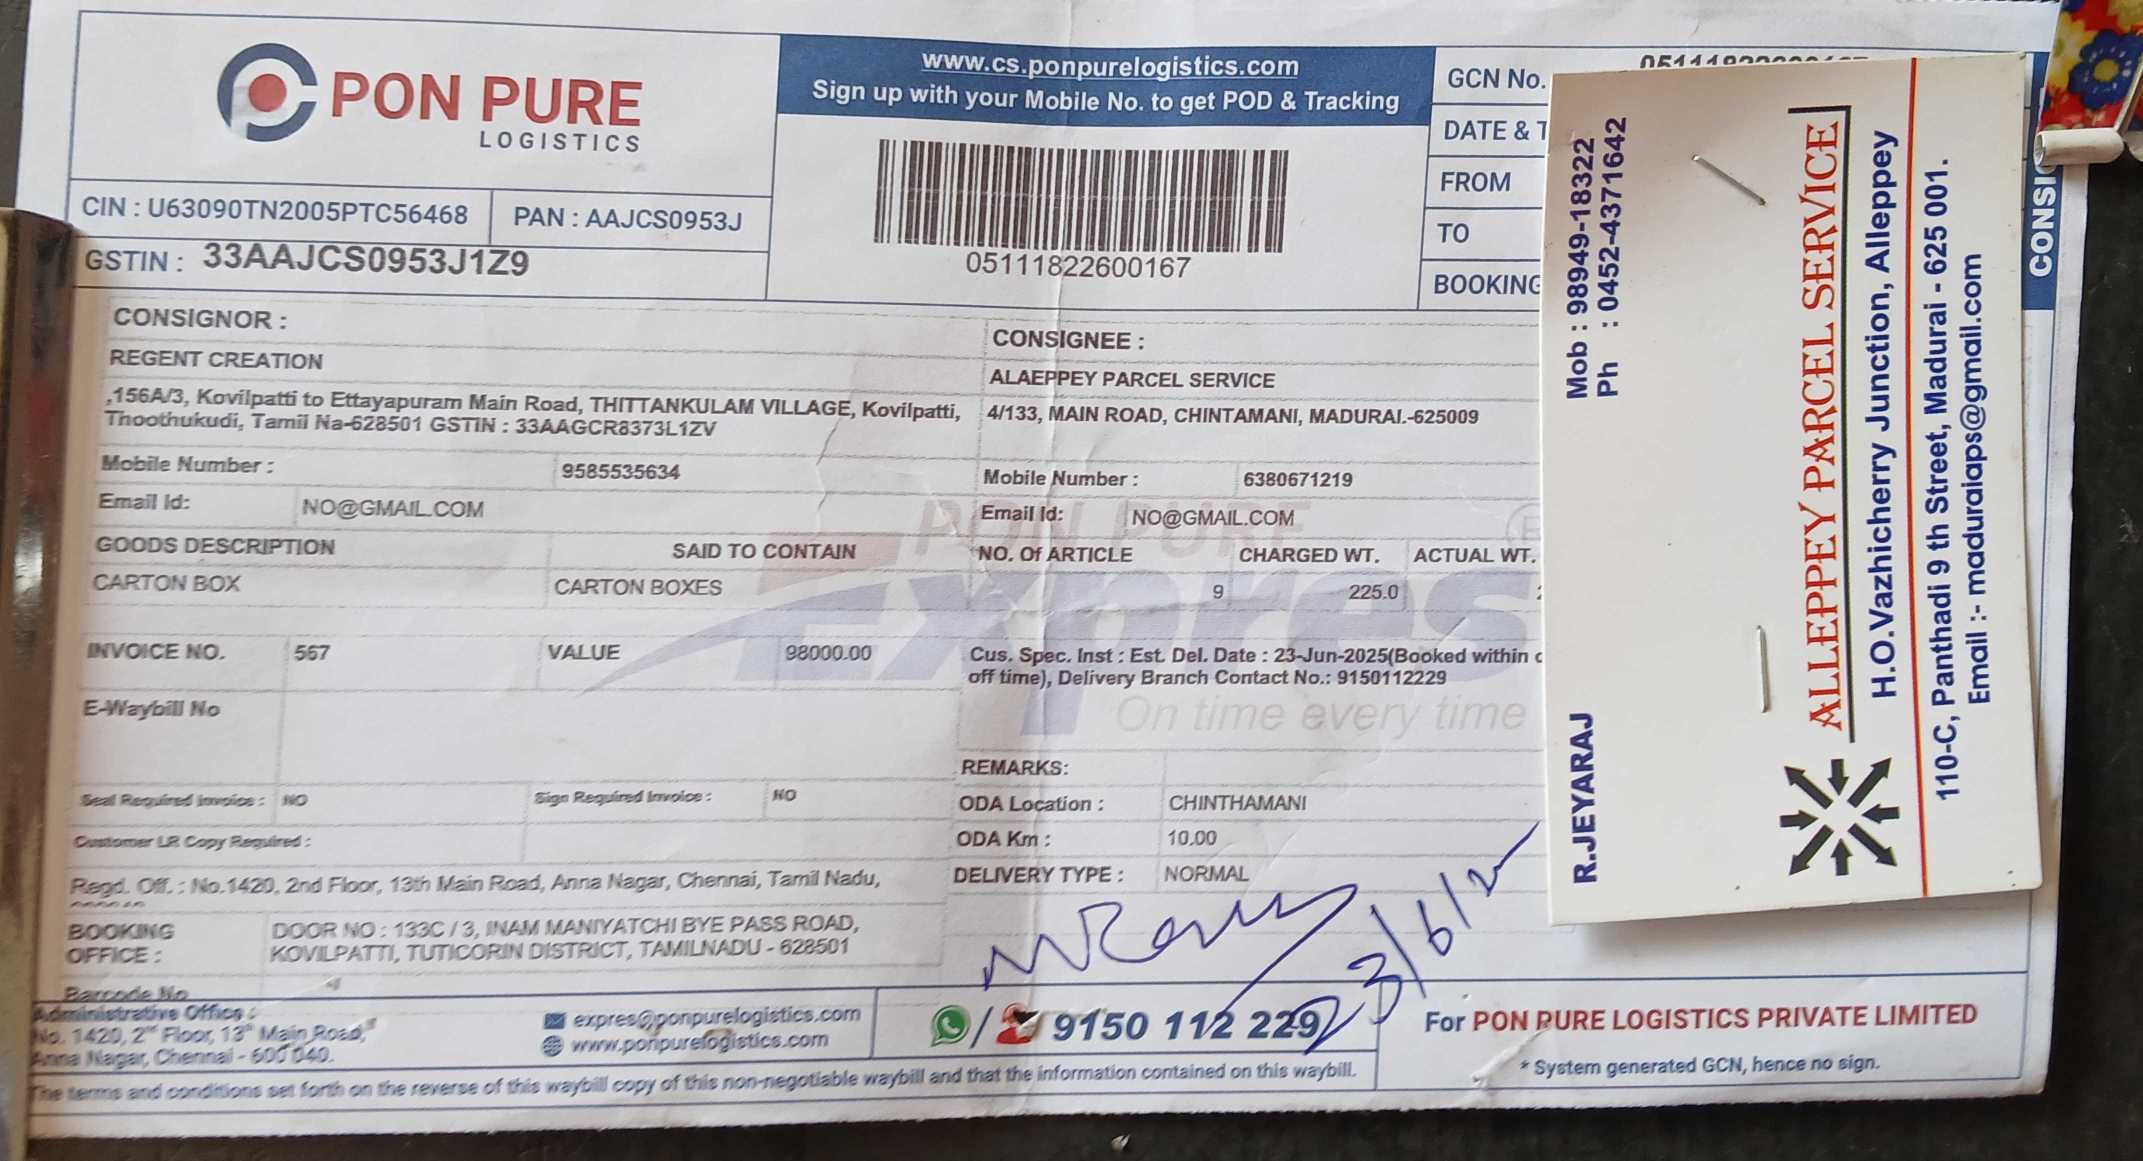 PON PURE
LOGISTICS
www.cs.ponpurelogistics.com
Sign up with your Mobile No. to get POD & Tracking
05111822600167
CIN : U63090TN2005PTC56468
PAN : AAJCS0953J
GSTIN : 33AAJCS0953J1Z9
GCN No.
DATE &
FROM
TO
BOOKING
CONSIGNOR :
REGENT CREATION
,156A/3, Kovilpatti to Ettayapuram Main Road, THITTANKULAM VILLAGE, Kovilpatti,
Thoothukudi, Tamil Na-628501 GSTIN : 33AAGCR8373L1ZV
Mobile Number : 9585535634
Email Id: NO@GMAIL.COM
CONSIGNEE :
ALAEPPEY PARCEL SERVICE
4/133, MAIN ROAD, CHINTAMANI, MADURAI.-625009
Mobile Number : 6380671219
Email Id: NO@GMAIL.COM
GOODS DESCRIPTION SAID TO CONTAIN NO. Of ARTICLE CHARGED WT. ACTUAL WT.
CARTON BOX CARTON BOXES 9 225.0
INVOICE NO. 567 VALUE 98000.00
E-Waybill No
Cus. Spec. Inst : Est. Del. Date : 23-Jun-2025(Booked within
off time), Delivery Branch Contact No.: 9150112229
PON PURE
Expres
On time every time
Seal Required Invoice : NO Sign Required Invoice : NO
Customer LR Copy Required :
REMARKS:
ODA Location : CHINTHAMANI
ODA Km : 10.00
DELIVERY TYPE : NORMAL
Regd. Off. : No.1420, 2nd Floor, 13th Main Road, Anna Nagar, Chennai, Tamil Nadu,
BOOKING OFFICE : DOOR NO : 133C / 3, INAM MANIYATCHI BYE PASS ROAD,
KOVILPATTI, TUTICORIN DISTRICT, TAMILNADU - 628501
Barcode No
23/6/25
Administrative Office :
No. 1420, 2nd Floor, 13th Main Road,
Anna Nagar, Chennai - 600 040.
expres@ponpurelogistics.com
www.ponpurelogistics.com
/ 9150 112 229
For PON PURE LOGISTICS PRIVATE LIMITED
* System generated GCN, hence no sign.
The terms and conditions set forth on the reverse of this waybill copy of this non-negotiable waybill and that the information contained on this waybill.
R.JEYARAJ
Mob : 98949-18322
Ph : 0452-4371642
ALLEPPEY PARCEL SERVICE
H.O.Vazhicherry Junction, Alleppey
110-C, Panthadi 9 th Street, Madurai - 625 001.
Email :- maduraiaps@gmail.com